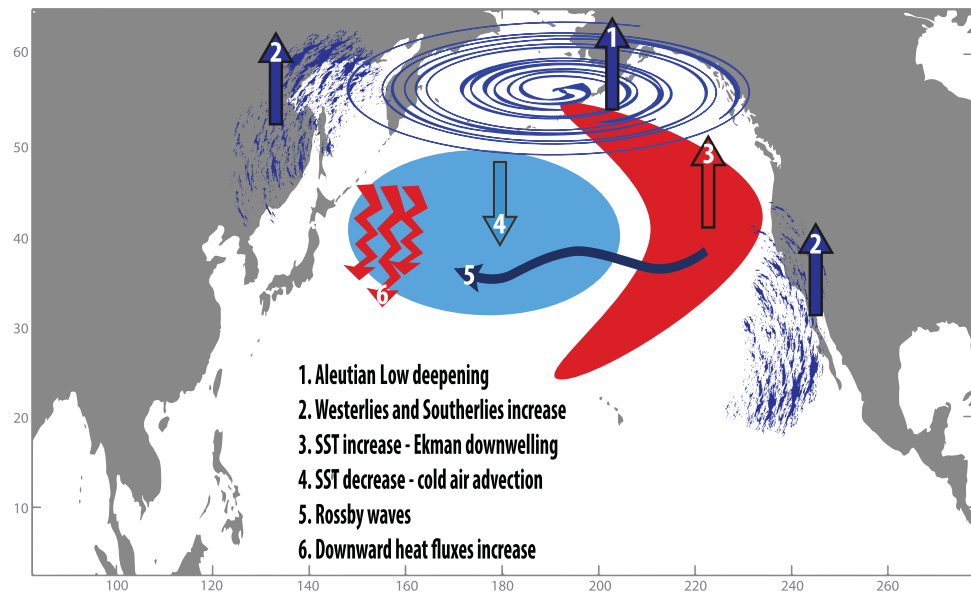 60
50
40
30
20
10
2
1
3
4
5
6
2
1. Aleutian Low deepening
2. Westerlies and Southerlies increase
3. SST increase - Ekman downwelling
4. SST decrease - cold air advection
5. Rossby waves
6. Downward heat fluxes increase
100 120 140 160 180 200 220 240 260